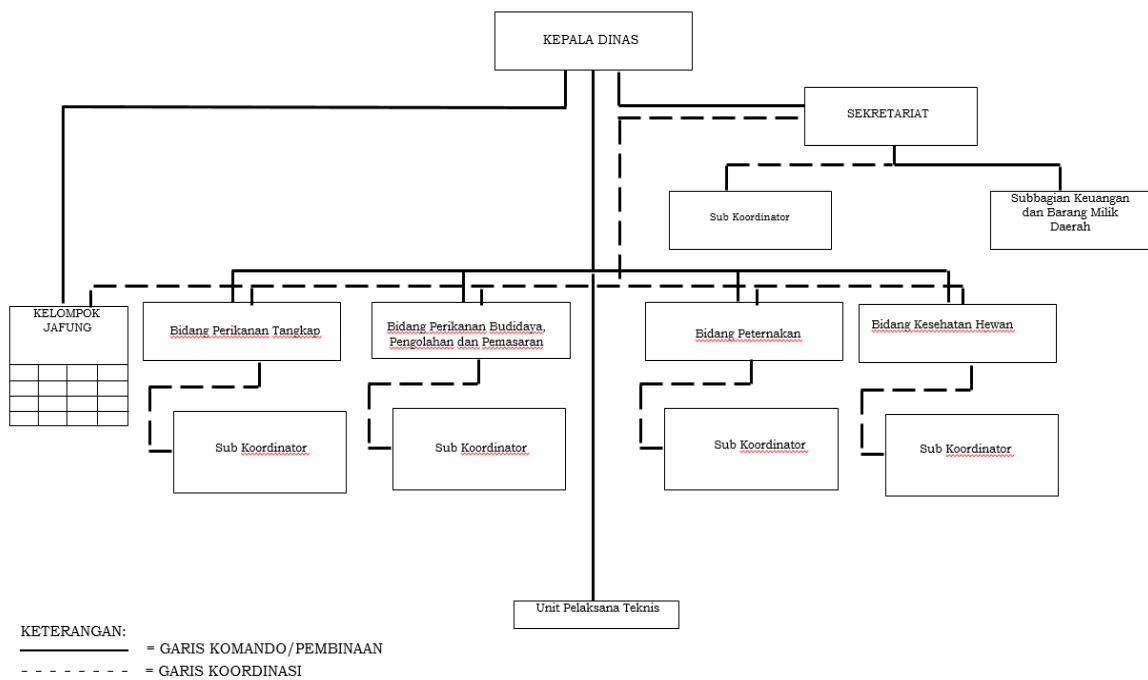 KEPALA DINAS
SEKRETARIAT
Sub Koordinator
Subbagian Keuangan
dan Barang Milik
Daerah
KELOMPOK
JAFUNG
Bidang Perikanan Tangkap
Bidang Perikanan Budidaya,
Pengolahan dan Pemasaran
Bidang Peternakan
Bidang Kesehatan Hewan
Sub Koordinator
Sub Koordinator
Sub Koordinator
Sub Koordinator
Unit Pelaksana Teknis
KETERANGAN:
= GARIS KOMANDO/PEMBINAAN
= GARIS KOORDINASI